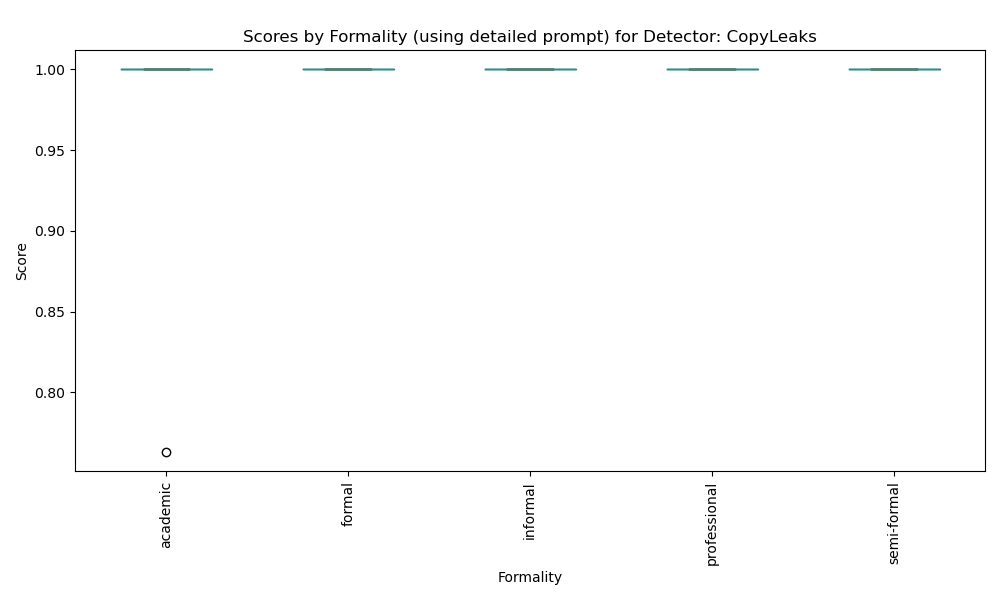 Scores by Formality (using detailed prompt) for Detector: CopyLeaks
1.00
0.95
0.90
0.85
0.80
Score
academic
formal
informal
professional
semi-formal
Formality